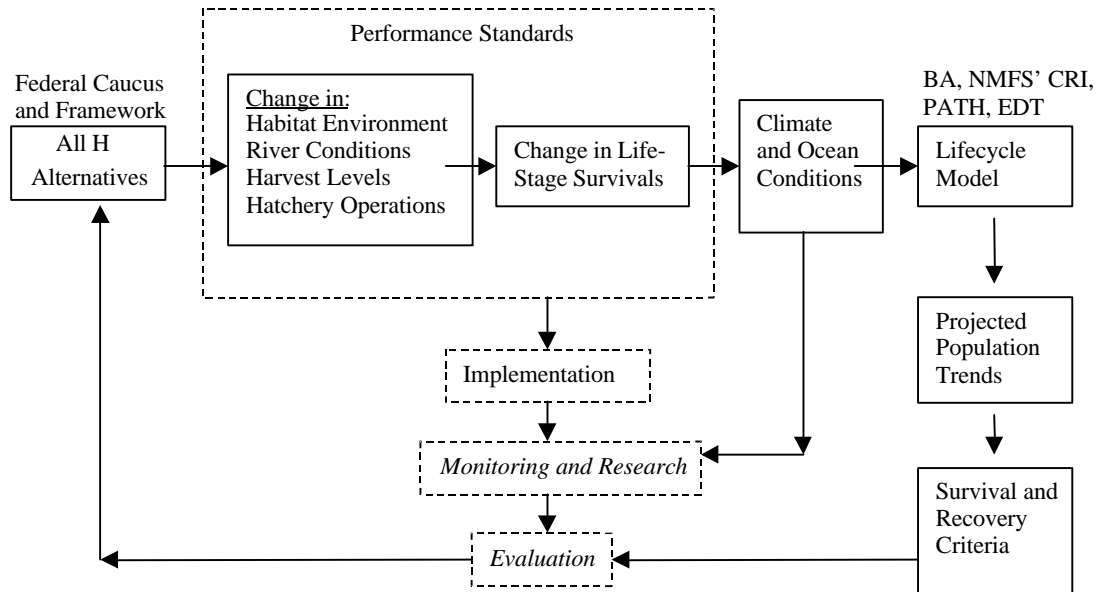 Performance Standards
Federal Caucus
and Framework
All H
Alternatives
Change in:
Habitat Environment
River Conditions
Harvest Levels
Hatchery Operations
Change in Life-
Stage Survivals
Climate
and Ocean
Conditions
BA, NMFS’ CRI,
PATH, EDT
Lifecycle
Model
Projected
Population
Trends
Implementation
Monitoring and Research
Survival and
Recovery
Criteria
Evaluation